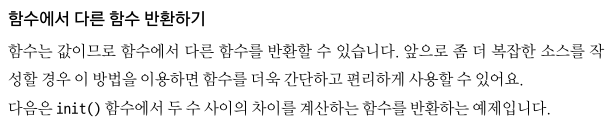 함수에서 다른 함수 반환하기
함수는 값이므로 함수에서 다른 함수를 반환할 수 있습니다. 앞으로 좀 더 복잡한 소스를 작
성할 경우 이 방법을 이용하면 함수를 더욱 간단하고 편리하게 사용할 수 있어요.
다음은 init() 함수에서 두 수 사이의 차이를 계산하는 함수를 반환하는 예제입니다.